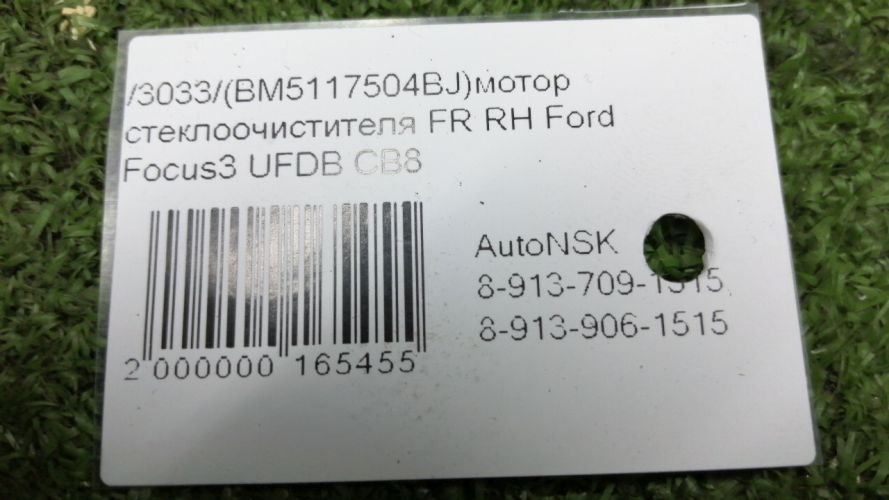 /3033/(BM5117504BJ)мотор
стеклоочистителя FR RH Ford
Focus3 UFDB CB8
AutoNSK
8-913-709-1515
8-913-906-1515
2 000000 165455